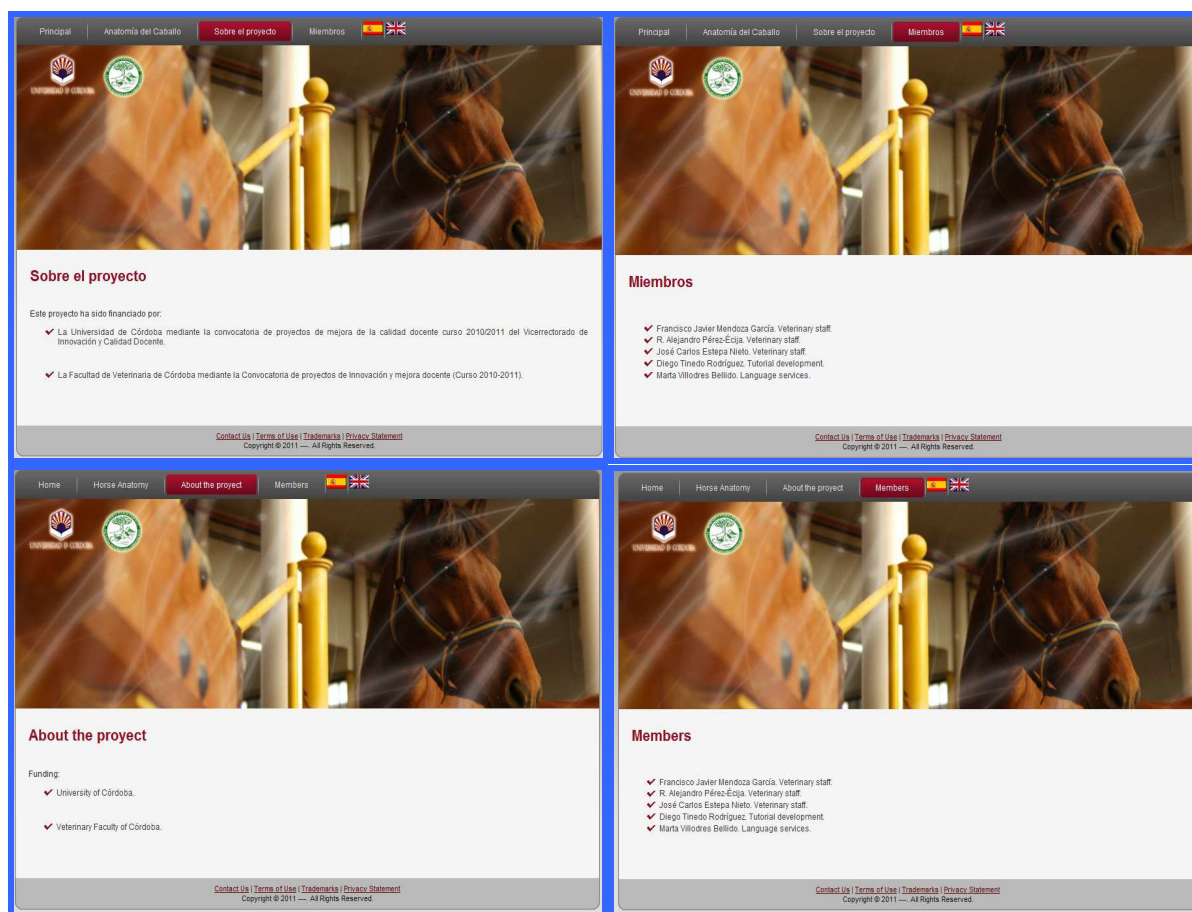 Principal Anatomía del Caballo Sobre el proyecto Miembros
UNIVERSIDAD D CORDOBA
Sobre el proyecto
Este proyecto ha sido financiado por:
La Universidad de Córdoba mediante la convocatoria de proyectos de mejora de la calidad docente curso 2010/2011 del Vicerrectorado de
Innovación y Calidad Docente.
La Facultad de Veterinaria de Córdoba mediante la Convocatoria de proyectos de Innovación y mejora docente (Curso 2010-2011).
Contact Us | Terms of Use | Trademarks | Privacy Statement
Copyright © 2011 ---. All Rights Reserved.
Principal Anatomía del Caballo Sobre el proyecto Miembros
UNIVERSIDAD D CORDOBA
Miembros
Francisco Javier Mendoza García. Veterinary staff.
R. Alejandro Pérez-Écija. Veterinary staff.
José Carlos Estepa Nieto. Veterinary staff.
Diego Tinedo Rodríguez. Tutorial development.
Marta Villodres Bellido. Language services.
Contact Us | Terms of Use | Trademarks | Privacy Statement
Copyright © 2011 ---. All Rights Reserved.
Home Horse Anatomy About the proyect Members
UNIVERSIDAD D CORDOBA
About the proyect
Funding:
University of Córdoba.
Veterinary Faculty of Córdoba.
Contact Us | Terms of Use | Trademarks | Privacy Statement
Copyright © 2011 ---. All Rights Reserved.
Home Horse Anatomy About the proyect Members
UNIVERSIDAD D CORDOBA
Members
Francisco Javier Mendoza García. Veterinary staff.
R. Alejandro Pérez-Écija. Veterinary staff.
José Carlos Estepa Nieto. Veterinary staff.
Diego Tinedo Rodríguez. Tutorial development.
Marta Villodres Bellido. Language services.
Contact Us | Terms of Use | Trademarks | Privacy Statement
Copyright © 2011 ---. All Rights Reserved.